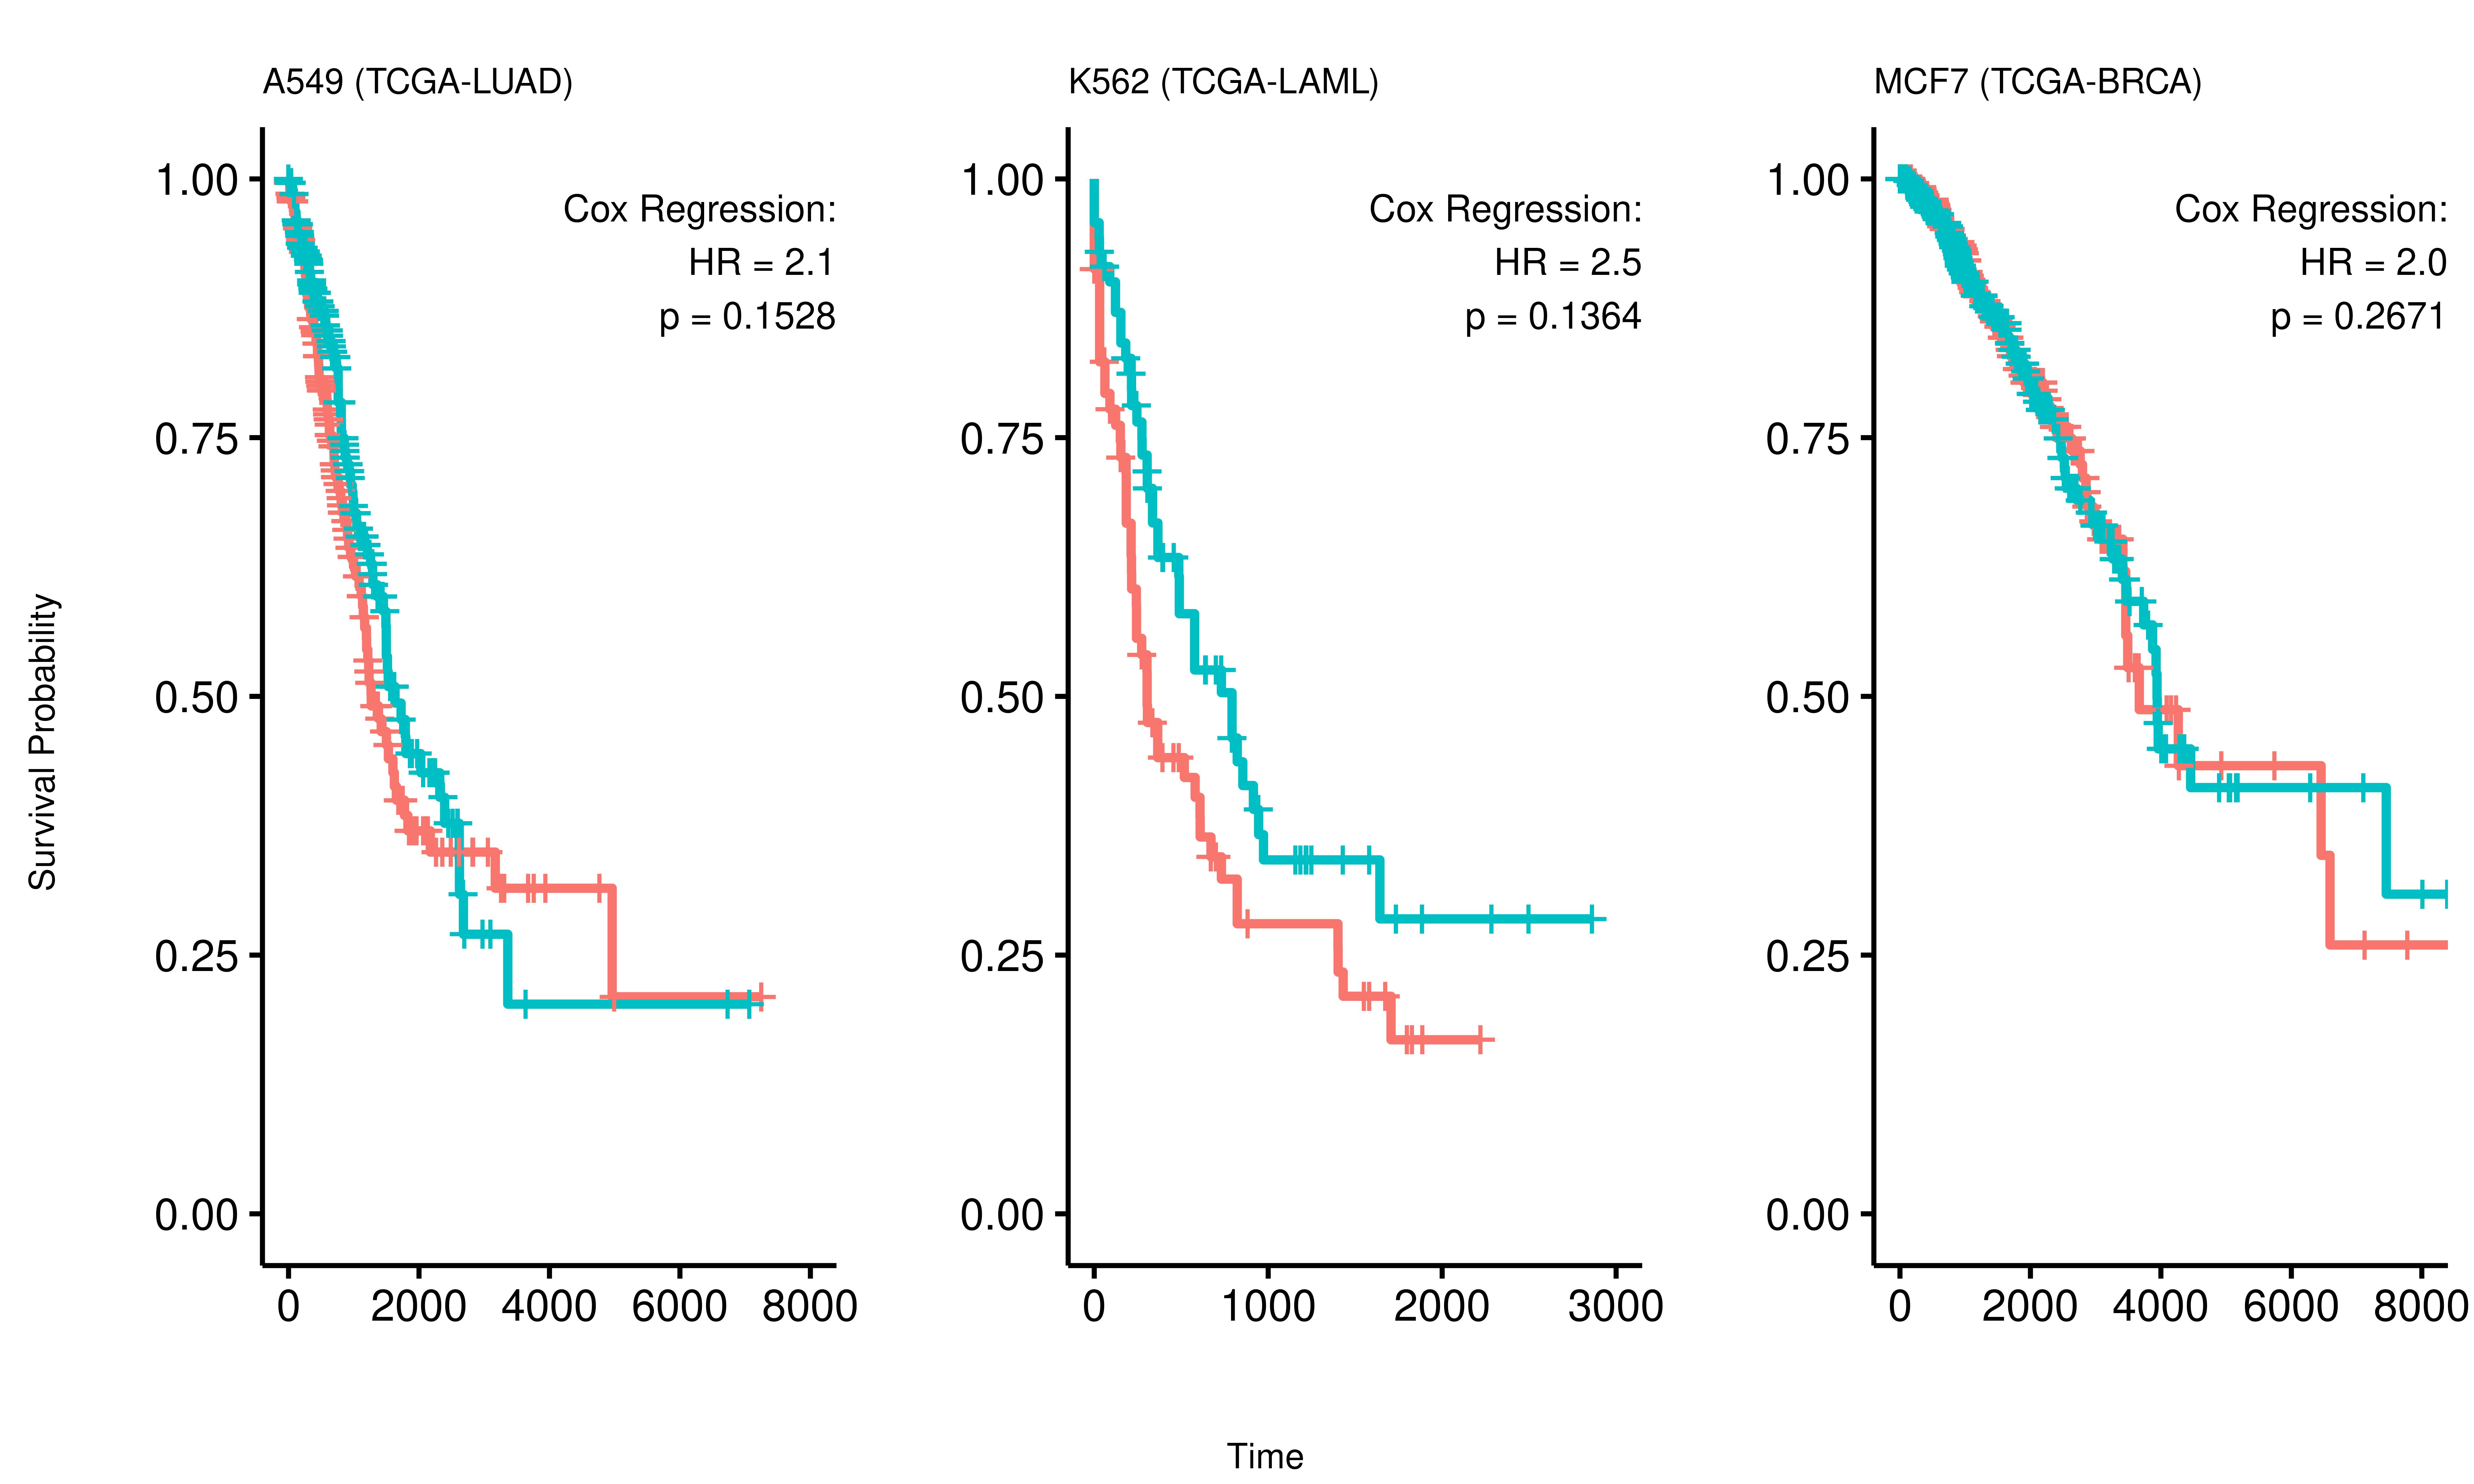 A549 (TCGA-LUAD)
Cox Regression:
HR = 2.1
p = 0.1528
1.00
0.75
0.50
0.25
0.00
0 2000 4000 6000 8000
K562 (TCGA-LAML)
Cox Regression:
HR = 2.5
p = 0.1364
1.00
0.75
0.50
0.25
0.00
0 1000 2000 3000
MCF7 (TCGA-BRCA)
Cox Regression:
HR = 2.0
p = 0.2671
1.00
0.75
0.50
0.25
0.00
0 2000 4000 6000 8000
Survival Probability
Time